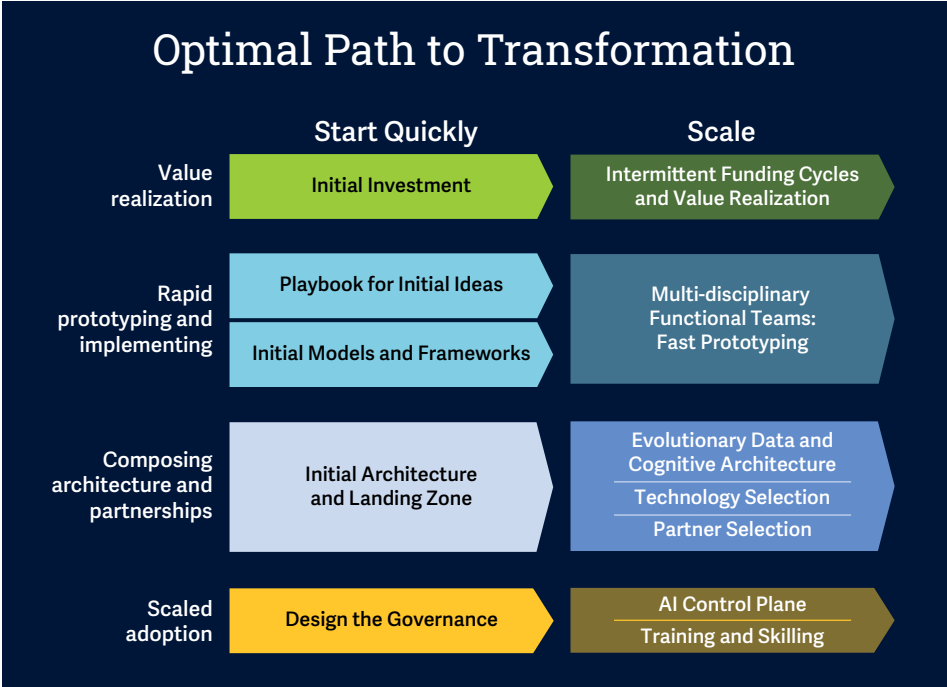 Optimal Path to Transformation
Start Quickly
Scale
Value
realization
Initial Investment
Intermittent Funding Cycles
and Value Realization
Rapid
prototyping and
implementing
Playbook for Initial Ideas
Initial Models and Frameworks
Multi-disciplinary
Functional Teams:
Fast Prototyping
Composing
architecture and
partnerships
Initial Architecture
and Landing Zone
Evolutionary Data and
Cognitive Architecture
Technology Selection
Partner Selection
Scaled
adoption
Design the Governance
AI Control Plane
Training and Skilling